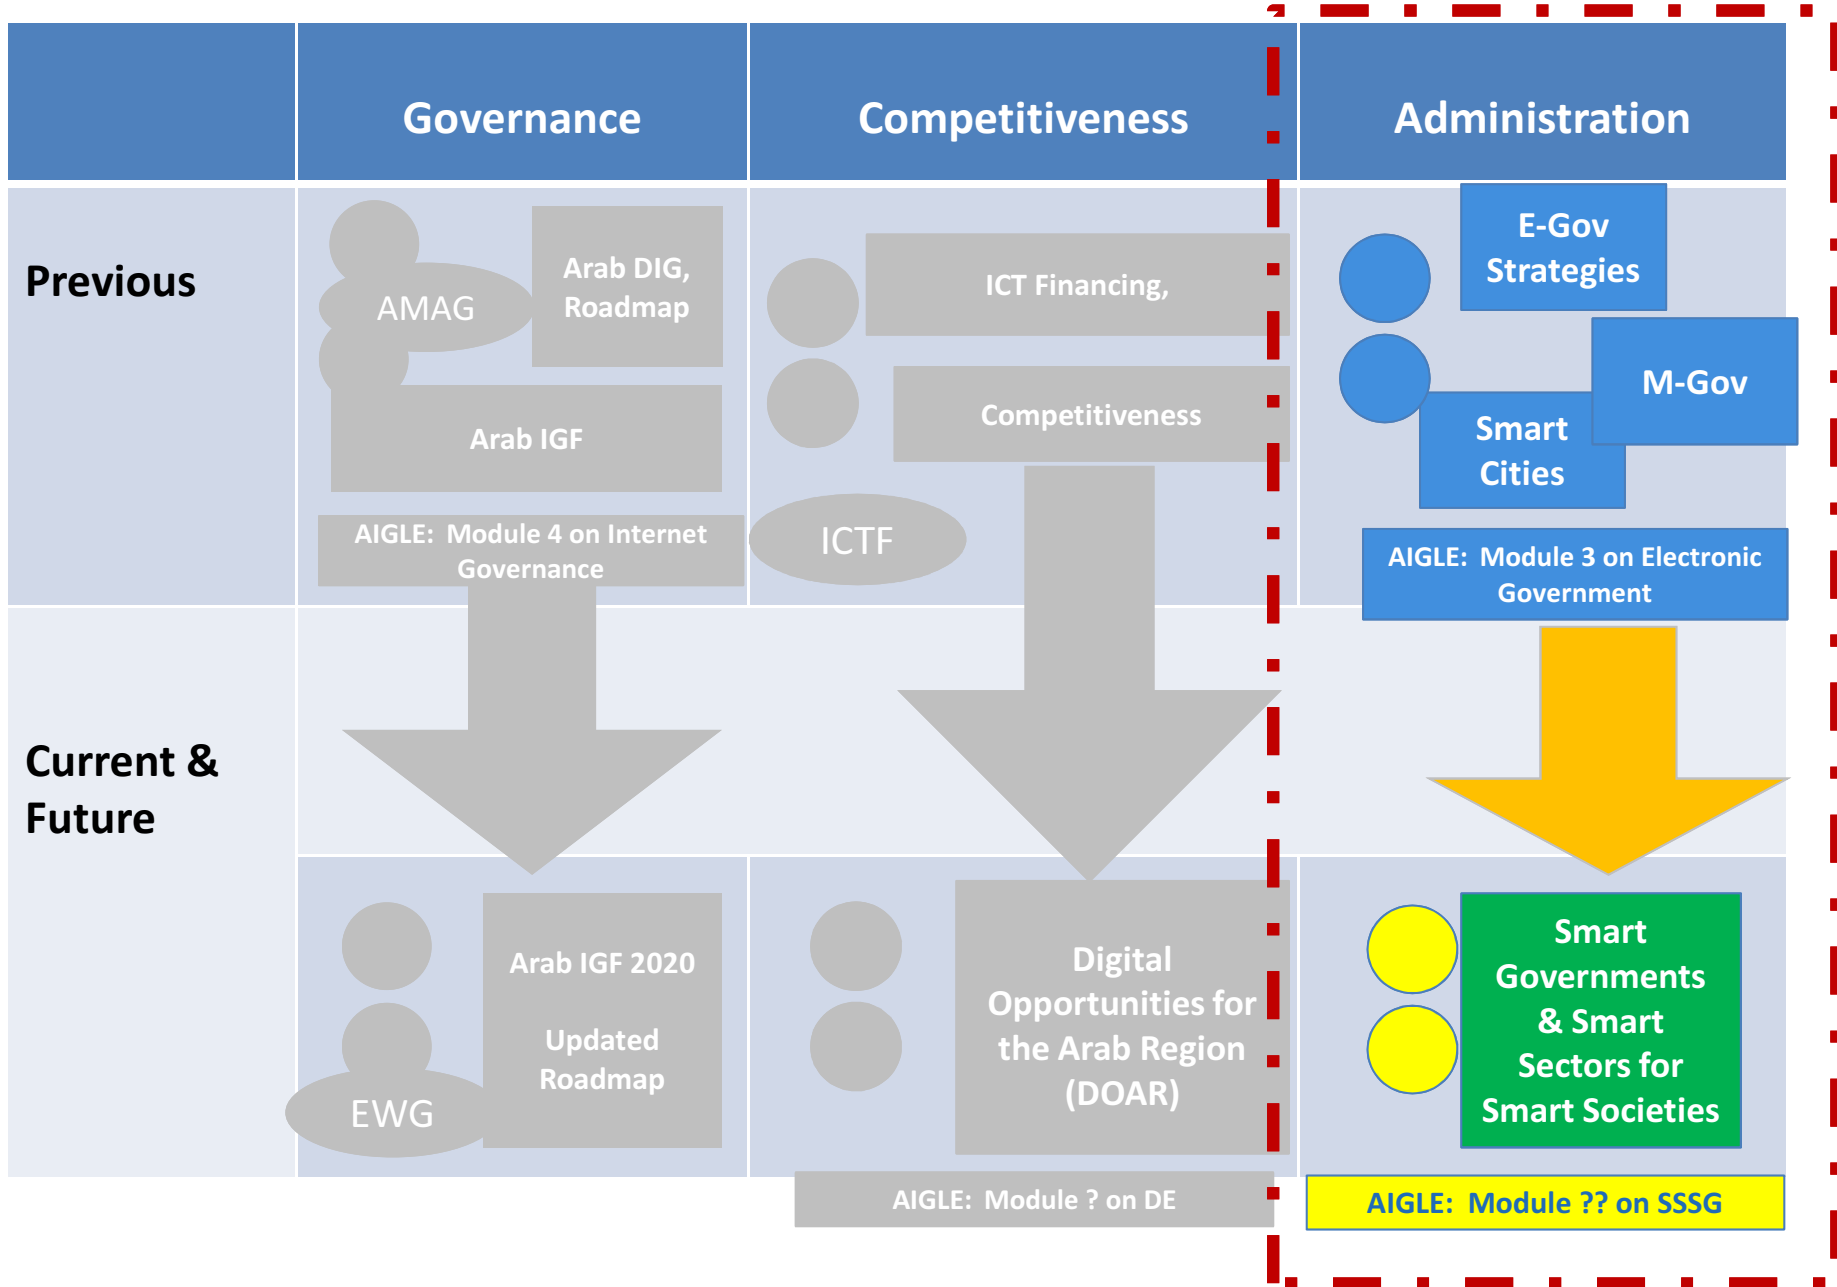 Governance
Competitiveness
Administration
Previous
AMAG
Arab DIG,
Roadmap
Arab IGF
AIGLE:  Module 4 on Internet
Governance
ICT Financing,
Competitiveness
ICTF
E-Gov
Strategies
M-Gov
Smart
Cities
AIGLE:  Module 3 on Electronic
Government
Current &
Future
Arab IGF 2020
Updated
Roadmap
EWG
Digital
Opportunities for
the Arab Region
(DOAR)
AIGLE:  Module ? on DE
Smart
Governments
& Smart
Sectors for
Smart Societies
AIGLE:  Module ?? on SSSG